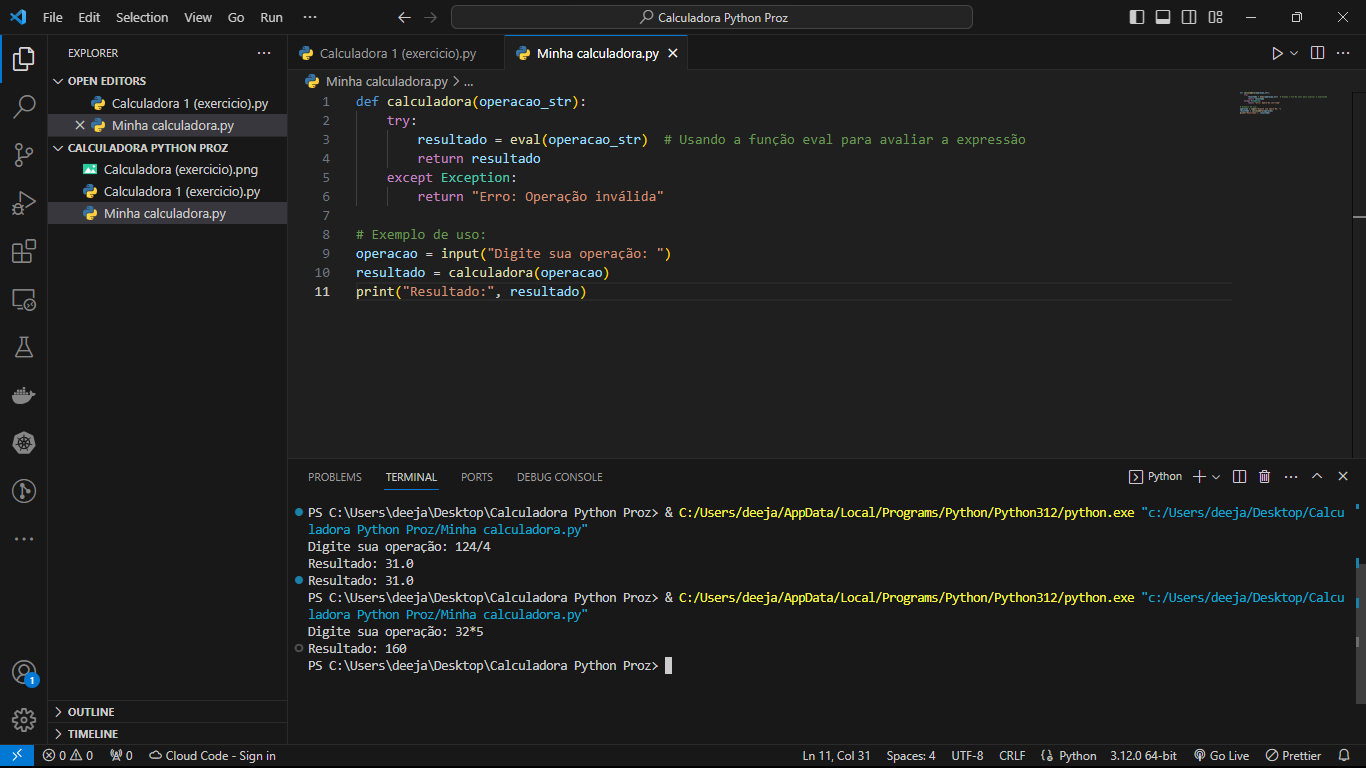 File Edit Selection View Go Run ···
Calculadora Python Proz
EXPLORER
OPEN EDITORS
Calculadora 1 (exercicio).py
Minha calculadora.py
CALCULADORA PYTHON PROZ
Calculadora (exercicio).png
Calculadora 1 (exercicio).py
Minha calculadora.py
OUTLINE
TIMELINE
Calculadora 1 (exercicio).py Minha calculadora.py
Minha calculadora.py > ...
1 def calculadora(operacao_str):
2 try:
3 resultado = eval(operacao_str) # Usando a função eval para avaliar a expressão
4 return resultado
5 except Exception:
6 return "Erro: Operação inválida"
7
8 # Exemplo de uso:
9 operacao = input("Digite sua operação: ")
10 resultado = calculadora(operacao)
11 print("Resultado:", resultado)
PROBLEMS TERMINAL PORTS DEBUG CONSOLE Python
PS C:\Users\deeja\Desktop\Calculadora Python Proz> & C:/Users/deeja/AppData/Local/Programs/Python/Python312/python.exe "c:/Users/deeja/Desktop/Calcu
ladora Python Proz/Minha calculadora.py"
Digite sua operação: 124/4
Resultado: 31.0
Resultado: 31.0
PS C:\Users\deeja\Desktop\Calculadora Python Proz> & C:/Users/deeja/AppData/Local/Programs/Python/Python312/python.exe "c:/Users/deeja/Desktop/Calcu
ladora Python Proz/Minha calculadora.py"
Digite sua operação: 32*5
Resultado: 160
PS C:\Users\deeja\Desktop\Calculadora Python Proz>
1
0 0 0 Cloud Code - Sign in Ln 11, Col 31 Spaces: 4 UTF-8 CRLF Python 3.12.0 64-bit Go Live Prettier